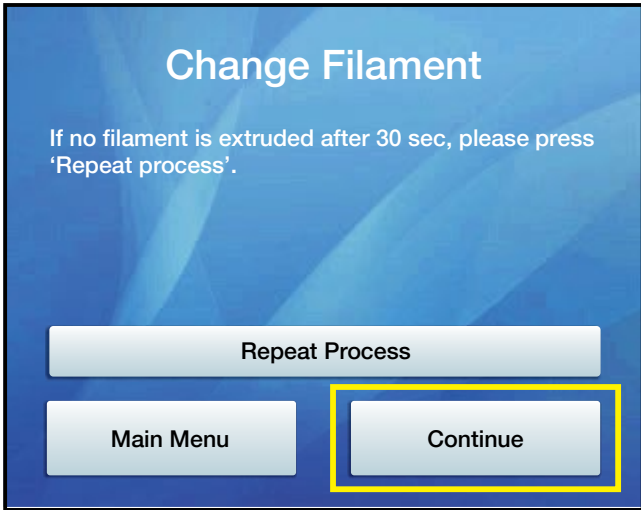 Change Filament
If no filament is extruded after 30 sec, please press
‘Repeat process’.
Repeat Process
Main Menu
Continue